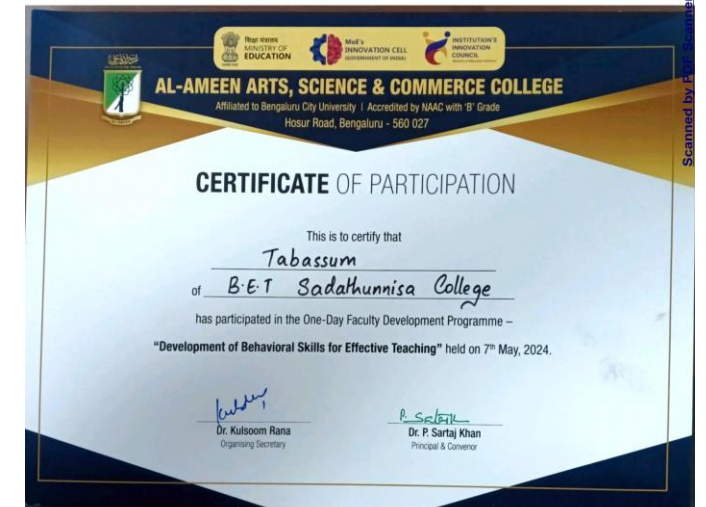 शिक्षा मंत्रालय
MINISTRY OF
EDUCATION
MoE's
INNOVATION CELL
(GOVERNMENT OF INDIA)
INSTITUTION'S
INNOVATION
COUNCIL
AL-AMEEN ARTS, SCIENCE & COMMERCE COLLEGE
Affiliated to Bengaluru City University | Accredited by NAAC with 'B' Grade
Hosur Road, Bengaluru - 560 027
CERTIFICATE OF PARTICIPATION
This is to certify that
Tabassum
of B.E.T Sadathunnisa College
has participated in the One-Day Faculty Development Programme –
“Development of Behavioral Skills for Effective Teaching” held on 7th May, 2024.
P. Sartaj K
Dr. Kulsoom Rana
Dr. P. Sartaj Khan
Organising Secretary
Principal & Convenor
Scanned by PDF Scanner